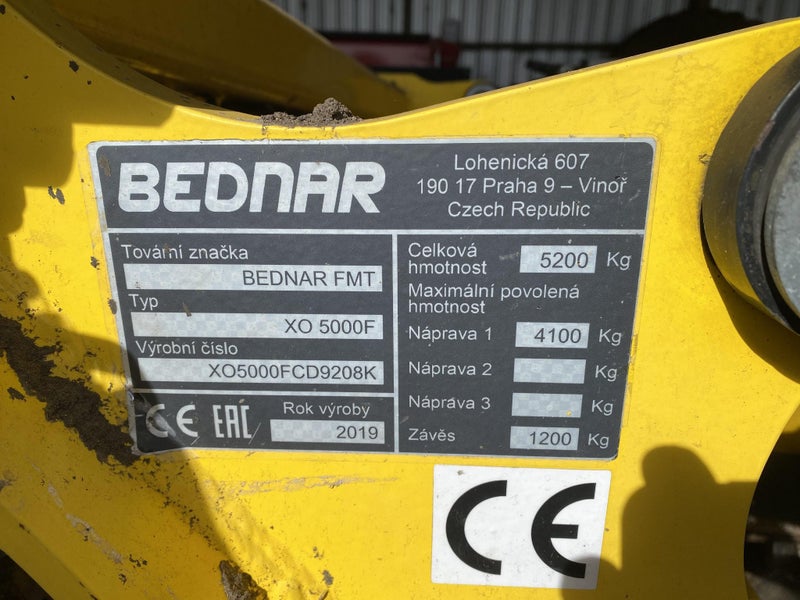 BEDNAR
Lohenická 607
190 17 Praha 9 – Vinoř
Czech Republic
Tovární značka
BEDNAR FMT
Typ
XO 5000F
Výrobní číslo
XO5000FCD9208K
CE EAC
Rok výroby
2019
Celková
hmotnost
5200 Kg
Maximální povolená
hmotnost
Náprava 1
4100 Kg
Náprava 2
Kg
Náprava 3
Kg
Závěs
1200 Kg
CE